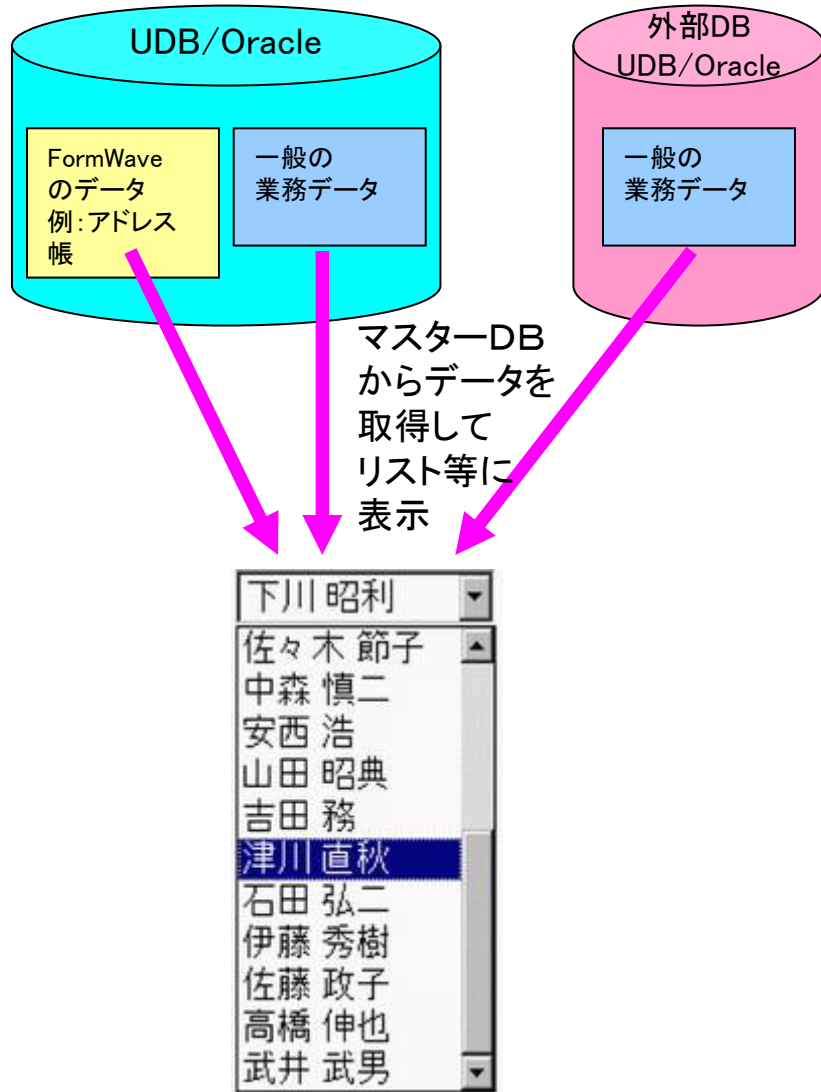 UDB/Oracle
外部DB
UDB/Oracle
FormWave
のデータ
例:アドレス
帳
一般の
業務データ
一般の
業務データ
マスターDB
からデータを
取得して
リスト等に
表示
下川 昭利
佐々木 節子
中森 慎二
安西 浩
山田 昭典
吉田 務
津川 直秋
石田 弘二
伊藤 秀樹
佐藤 政子
高橋 伸也
武井 武男